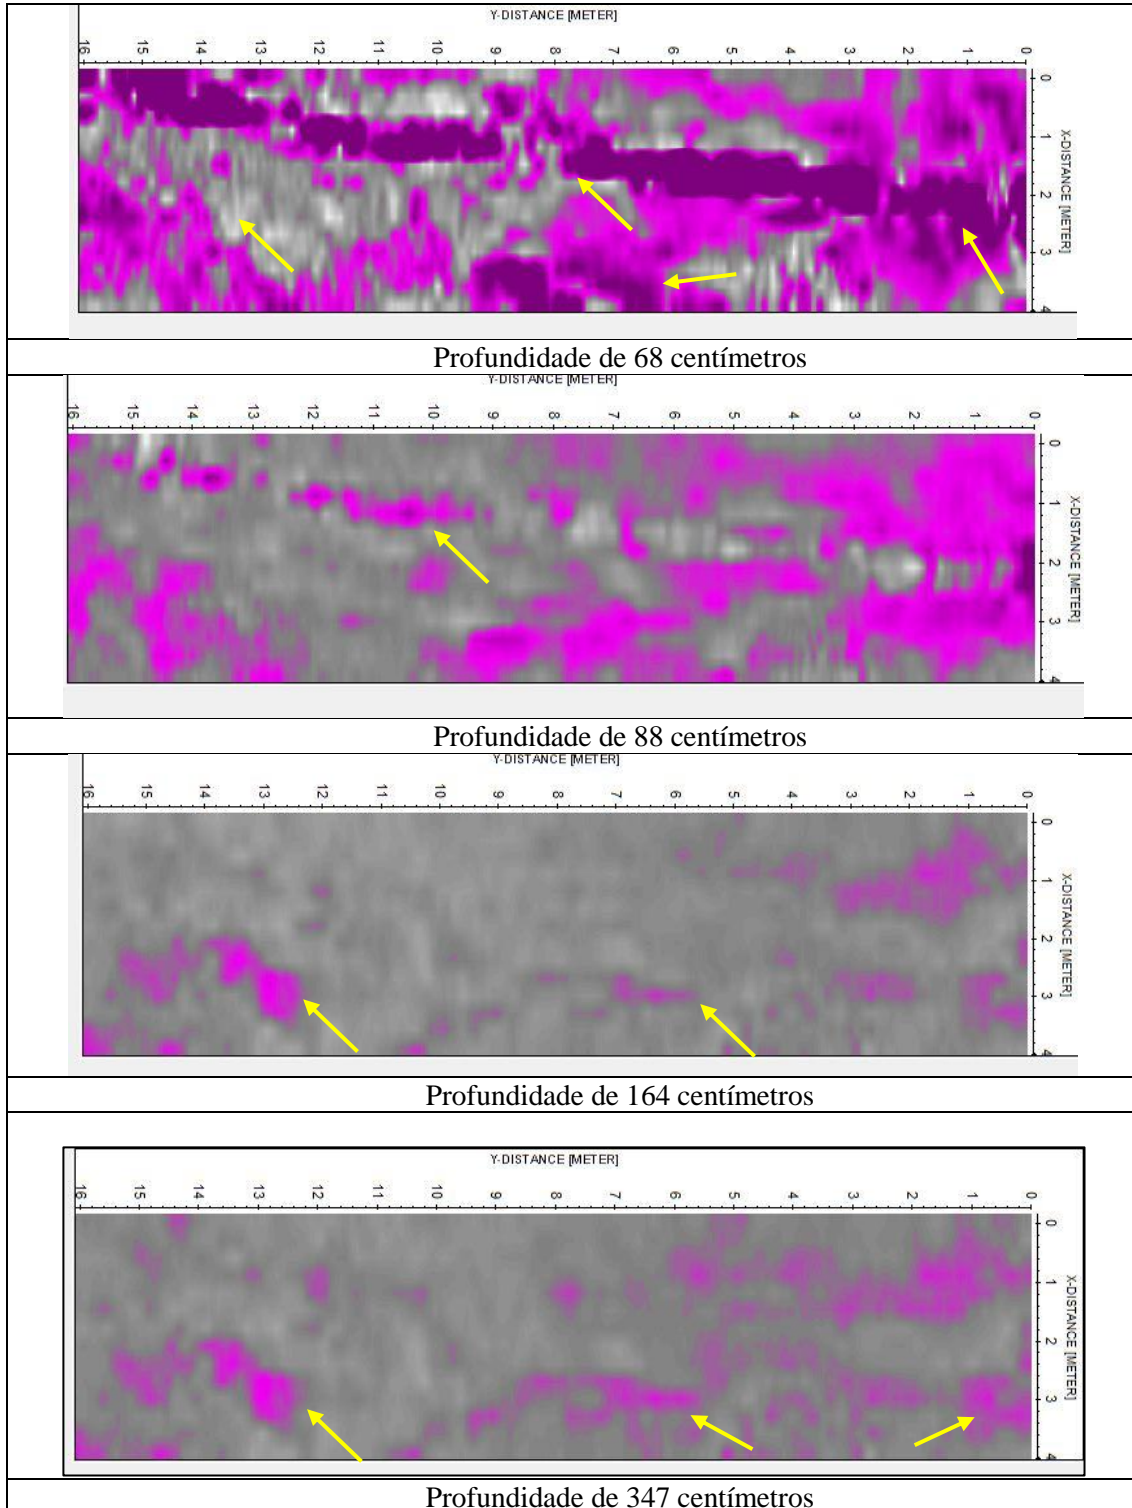 Y-DISTANCE [METER]
16 15 14 13 12 11 10 9 8 7 6 5 4 3 2 1 0
0 1 2 3 4
X-DISTANCE [METER]
Profundidade de 68 centímetros
Y-DISTANCE [METER]
16 15 14 13 12 11 10 9 8 7 6 5 4 3 2 1 0
0 1 2 3 4
X-DISTANCE [METER]
Profundidade de 88 centímetros
Y-DISTANCE [METER]
16 15 14 13 12 11 10 9 8 7 6 5 4 3 2 1 0
0 1 2 3 4
X-DISTANCE [METER]
Profundidade de 164 centímetros
Y-DISTANCE [METER]
16 15 14 13 12 11 10 9 8 7 6 5 4 3 2 1 0
0 1 2 3 4
X-DISTANCE [METER]
Profundidade de 347 centímetros